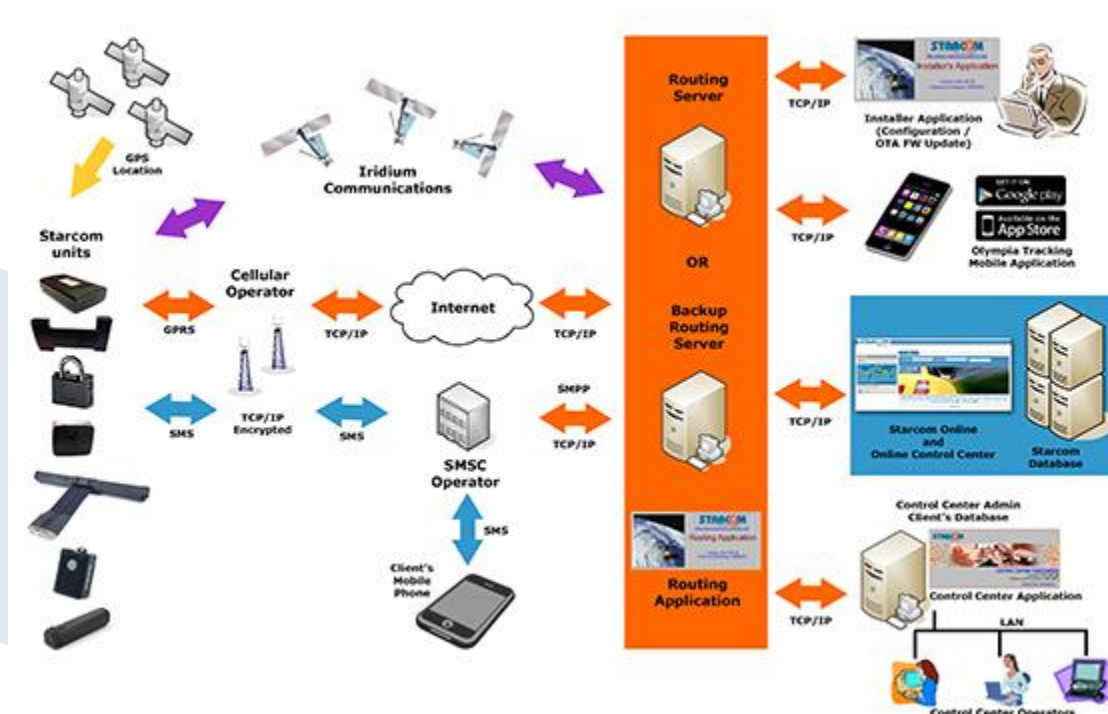 GPS
Location
Iridium
Communications
Starcom
units
Cellular
Operator
GPRS
TCP/IP
Internet
TCP/IP
SMS
TCP/IP
Encrypted
SMS
SMSC
Operator
SMPP
TCP/IP
SMS
Client's
Mobile
Phone
Routing
Server
OR
Backup
Routing
Server
STARCOM
Routing Application
Routing
Application
TCP/IP
STARCOM
Installer's Application
Installer Application
(Configuration /
OTA FW Update)
TCP/IP
GET IT ON
Google play
Available on the
App Store
Olympia Tracking
Mobile Application
TCP/IP
Starcom Online
and
Online Control Center
Starcom
Database
Control Center Admin
Client's Database
STARCOM
Control Center Application
TCP/IP
LAN
Control Center Operators